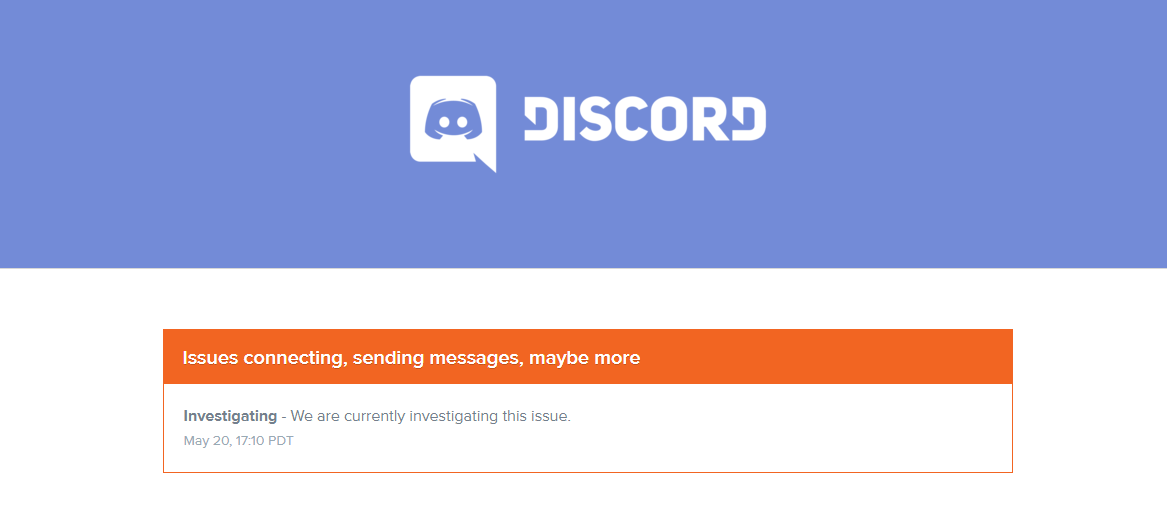 DISCORD
Issues connecting, sending messages, maybe more
Investigating - We are currently investigating this issue.
May 20, 17:10 PDT